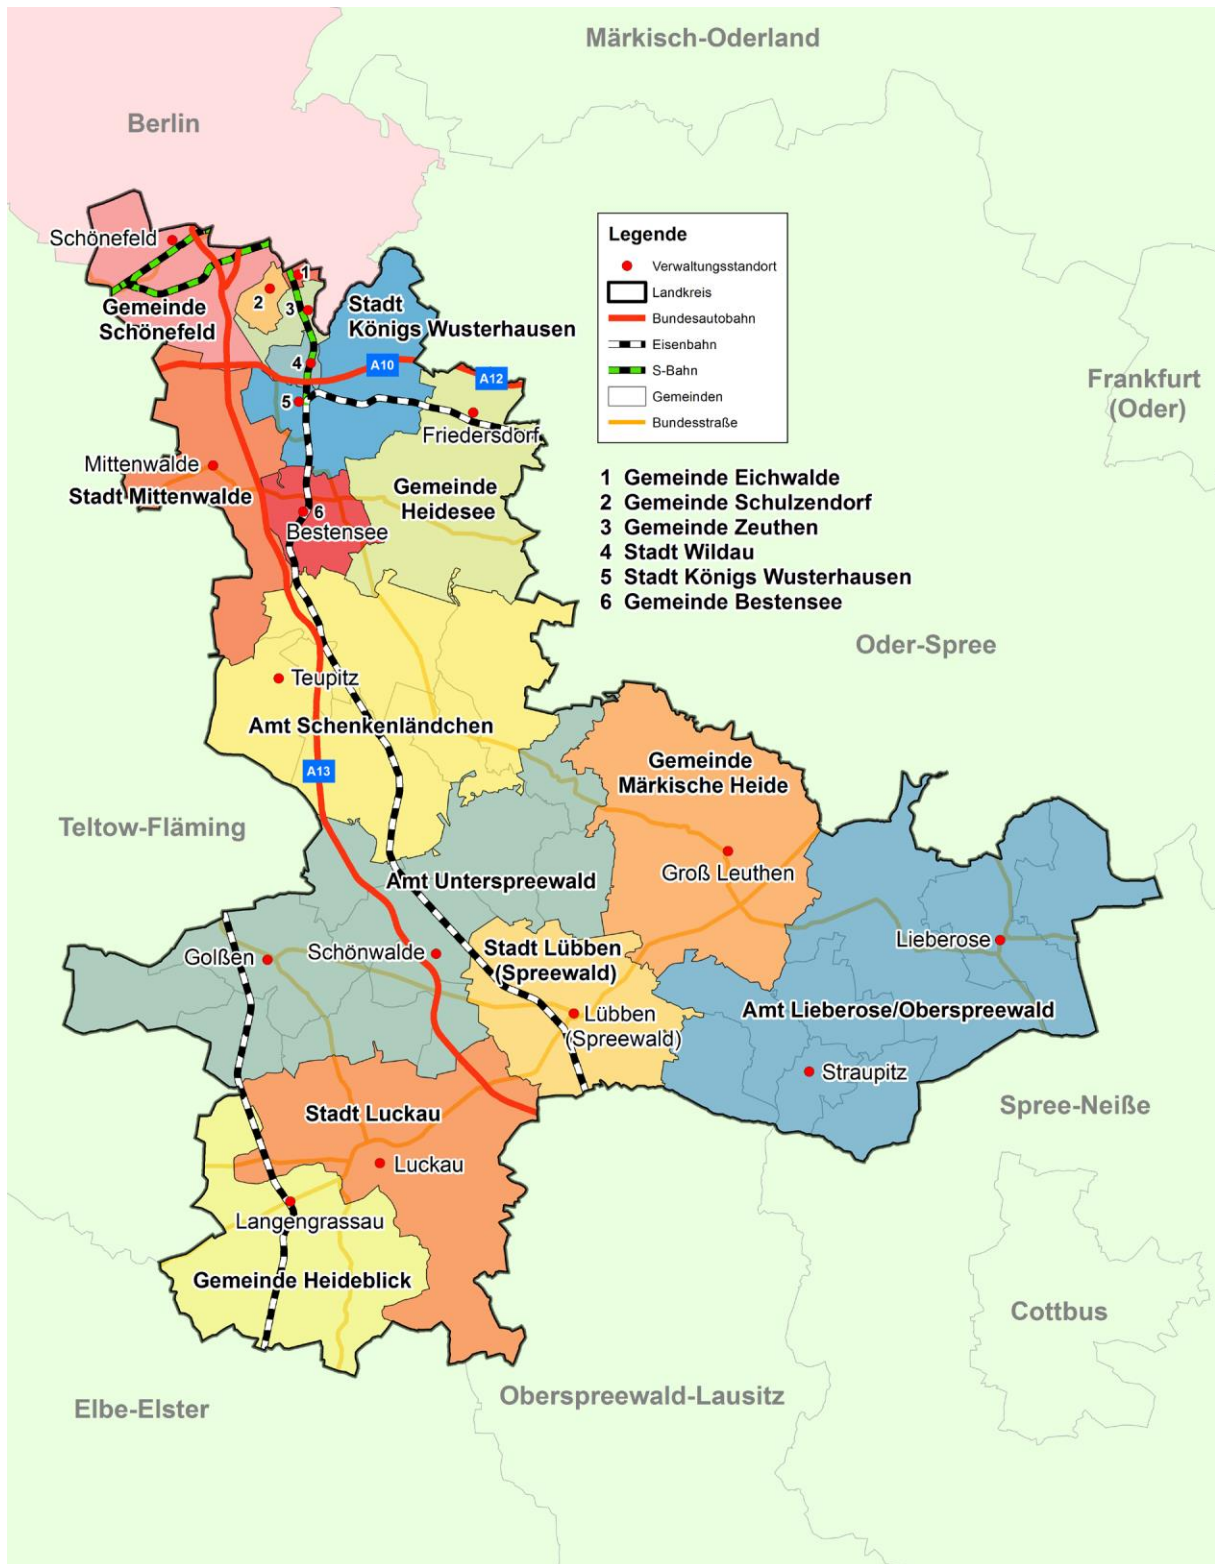 Märkisch-Oderland
Berlin
Schönefeld
Gemeinde
Schönefeld
1
2
3
Stadt
Königs Wusterhausen
4
A10
A12
5
Friedersdorf
Legende
Verwaltungsstandort
Landkreis
Bundesautobahn
Eisenbahn
S-Bahn
Gemeinden
Bundesstraße
Frankfurt
(Oder)
Mittenwalde
Stadt Mittenwalde
Gemeinde
Heidesee
6
Bestensee
1 Gemeinde Eichwalde
2 Gemeinde Schulzendorf
3 Gemeinde Zeuthen
4 Stadt Wildau
5 Stadt Königs Wusterhausen
6 Gemeinde Bestensee
Oder-Spree
Teupitz
Amt Schenkenländchen
A13
Gemeinde
Märkische Heide
Teltow-Fläming
Groß Leuthen
Amt Unterspreewald
Golßen
Schönwalde
Stadt Lübben
(Spreewald)
Lieberose
Lübben
(Spreewald)
Amt Lieberose/Oberspreewald
Straupitz
Stadt Luckau
Spree-Neiße
Luckau
Langengrassau
Gemeinde Heideblick
Cottbus
Elbe-Elster
Oberspreewald-Lausitz